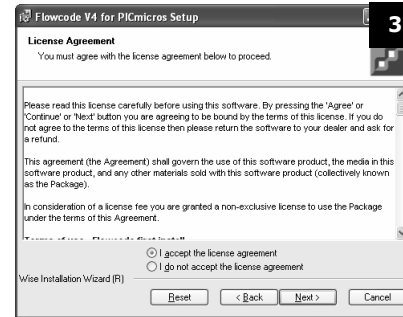 Flowcode V4 for PICmicros Setup
3
License Agreement
You must agree with the license agreement below to proceed.
Please read this license carefully before using this software. By pressing the 'Agree' or
'Continue' or 'Next' button you are agreeing to be bound by the terms of this license. If you do
not agree to the terms of this license then please return the software to your dealer and ask for
a refund.
This agreement (the Agreement) shall govern the use of this software product, the media in this
software product, and any other materials sold with this software product (collectively known
as the Package).
In consideration of a license fee you are granted a non-exclusive license to use the Package
under the terms of this Agreement.
Terms of use - Flowcode first install
I accept the license agreement
I do not accept the license agreement
Wise Installation Wizard (R)
Reset < Back Next > Cancel